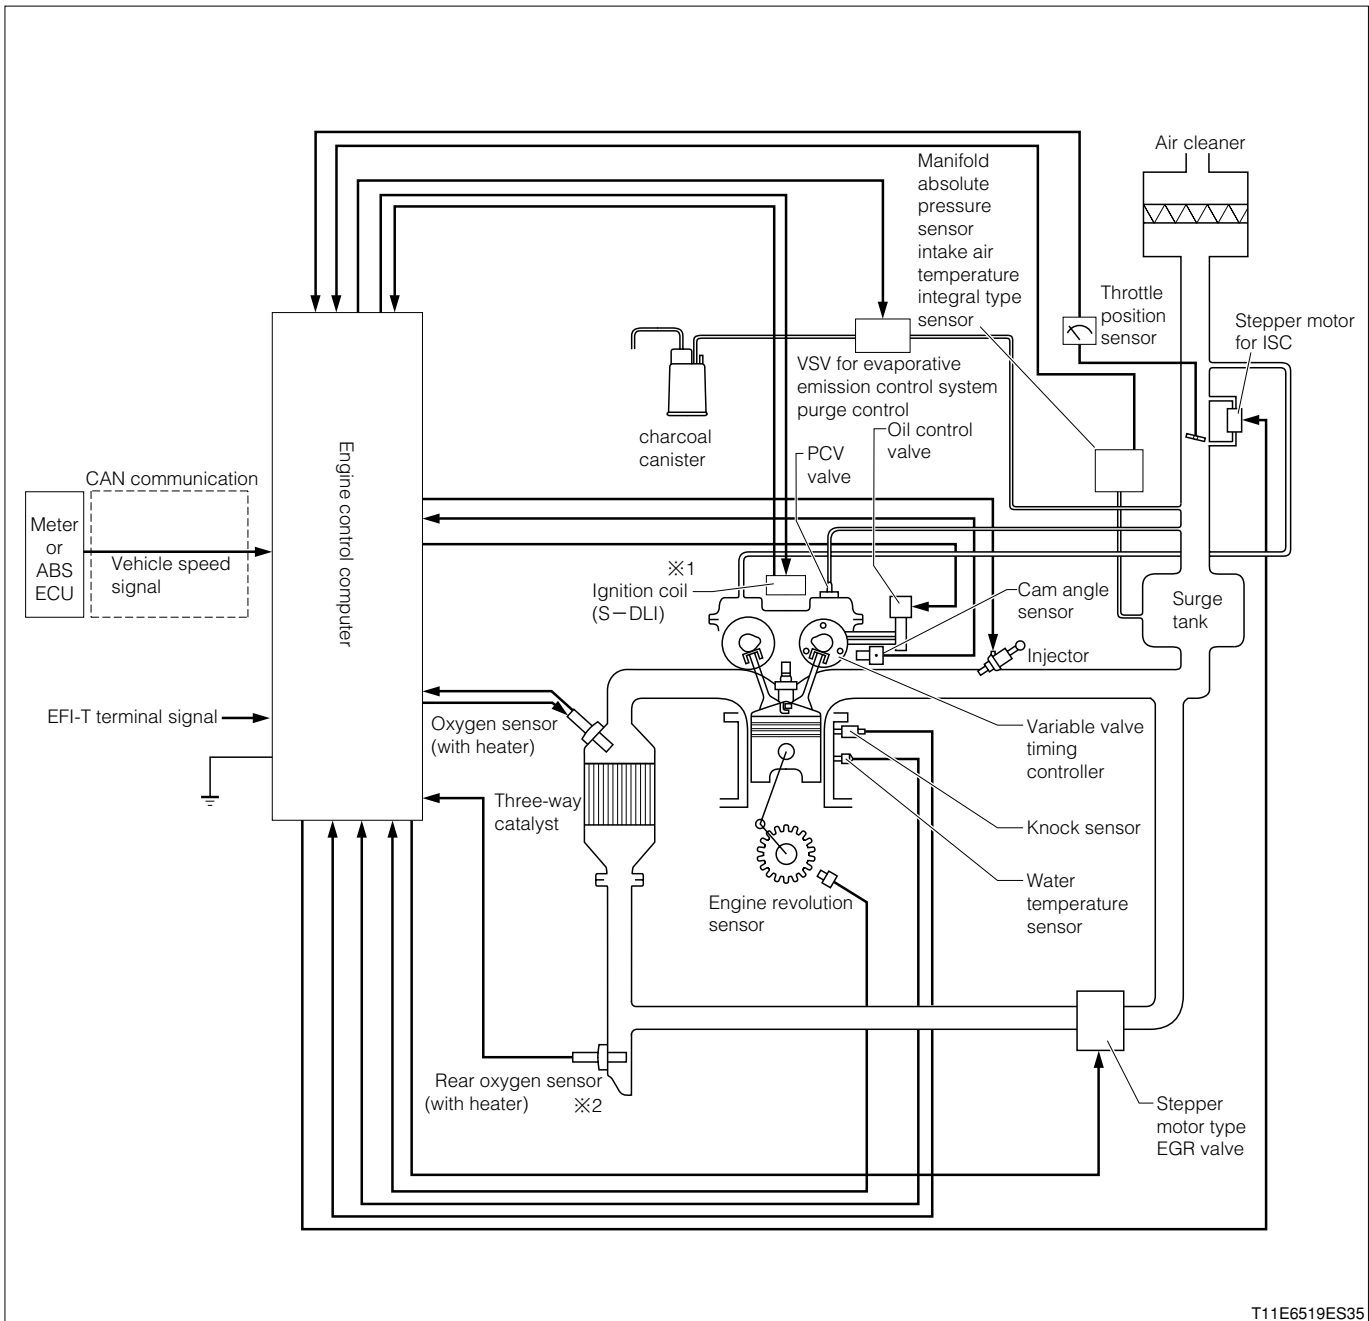 Air cleaner
Manifold
absolute
pressure
sensor
intake air
temperature
integral type
sensor
Throttle
position
sensor
Stepper motor
for ISC
VSV for evaporative
emission control system
purge control
charcoal
canister
Oil control
valve
PCV
valve
Engine control computer
CAN communication
Meter
or
ABS
ECU
Vehicle speed
signal
※1
Ignition coil
(S−DLI)
Cam angle
sensor
Surge
tank
Injector
EFI-T terminal signal
Oxygen sensor
(with heater)
Variable valve
timing
controller
Three-way
catalyst
Knock sensor
Engine revolution
sensor
Water
temperature
sensor
Rear oxygen sensor
(with heater) ※2
Stepper
motor type
EGR valve
T11E6519ES35